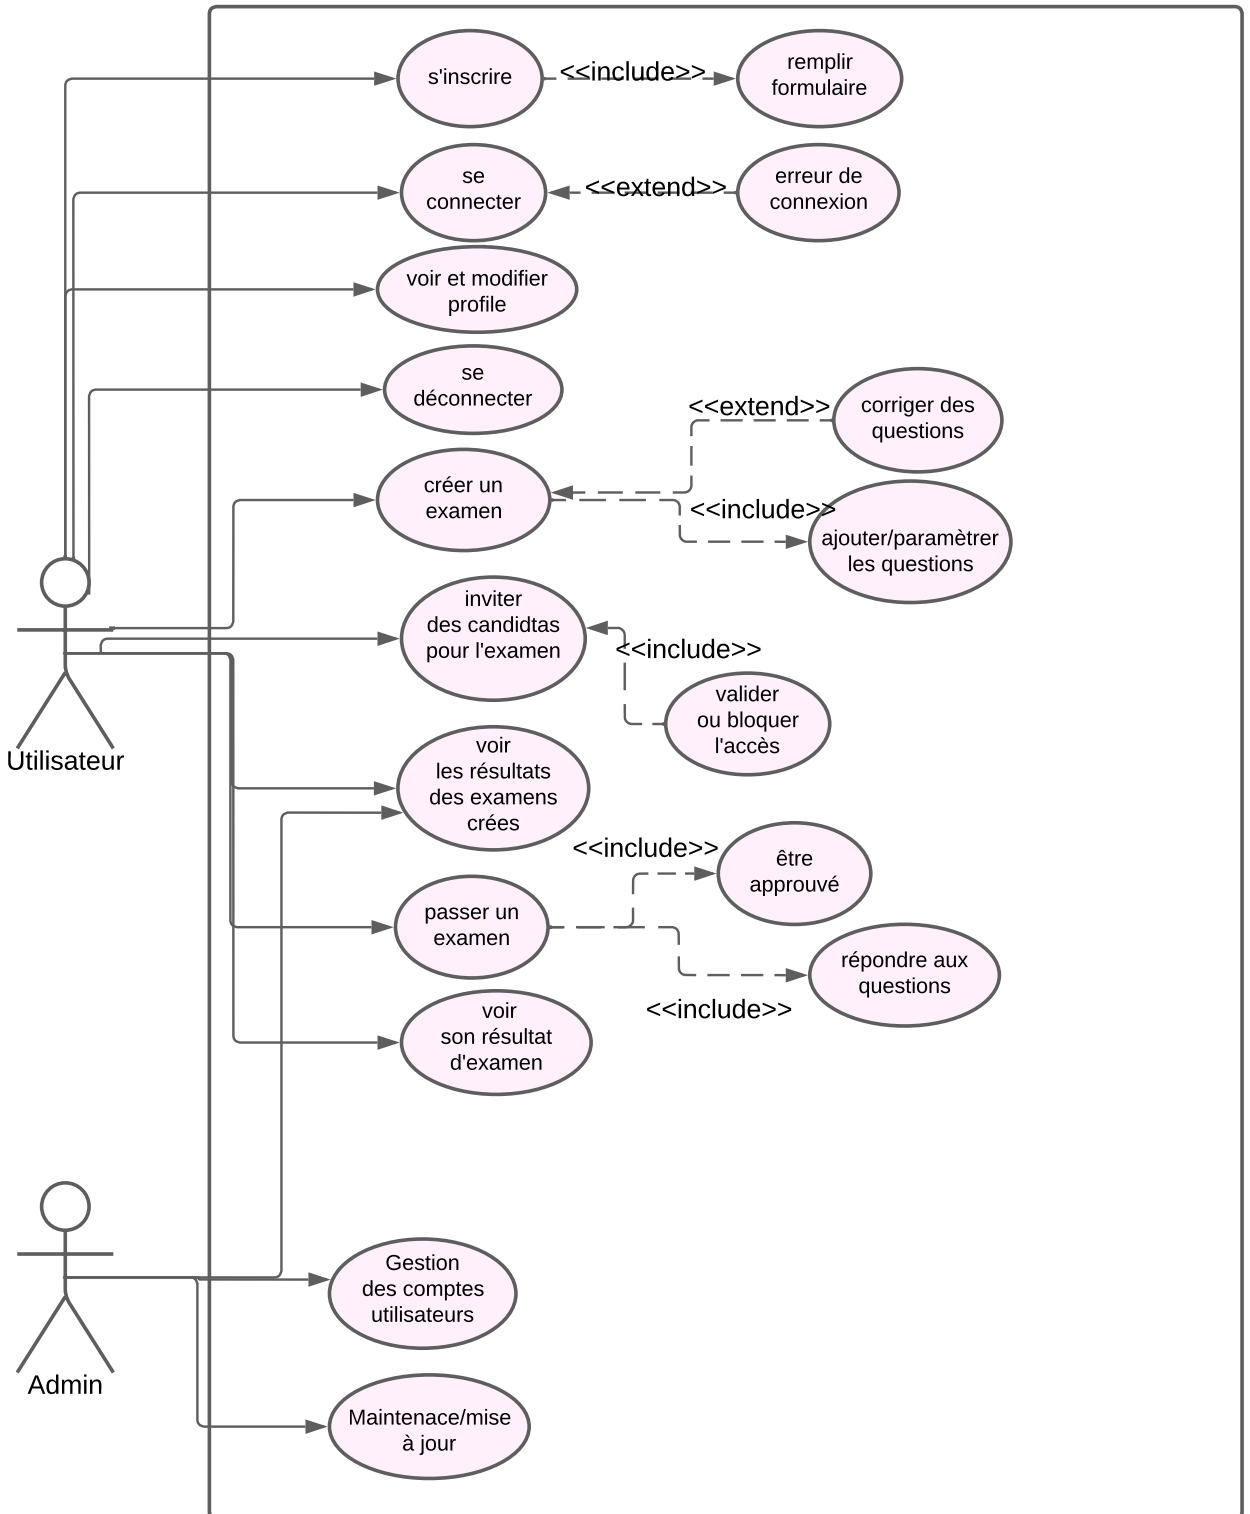 s'inscrire
<<include>>
remplir
formulaire
se
connecter
<<extend>>
erreur de
connexion
voir et modifier
profile
se
déconnecter
<<extend>>
corriger des
questions
créer un
examen
<<include>>
ajouter/paramètrer
les questions
inviter
des candidtas
pour l'examen
<<include>>
valider
ou bloquer
l'accès
Utilisateur
voir
les résultats
des examens
crées
<<include>>
être
approuvé
passer un
examen
répondre aux
questions
<<include>>
voir
son résultat
d'examen
Gestion
des comptes
utilisateurs
Admin
Maintenace/mise
à jour